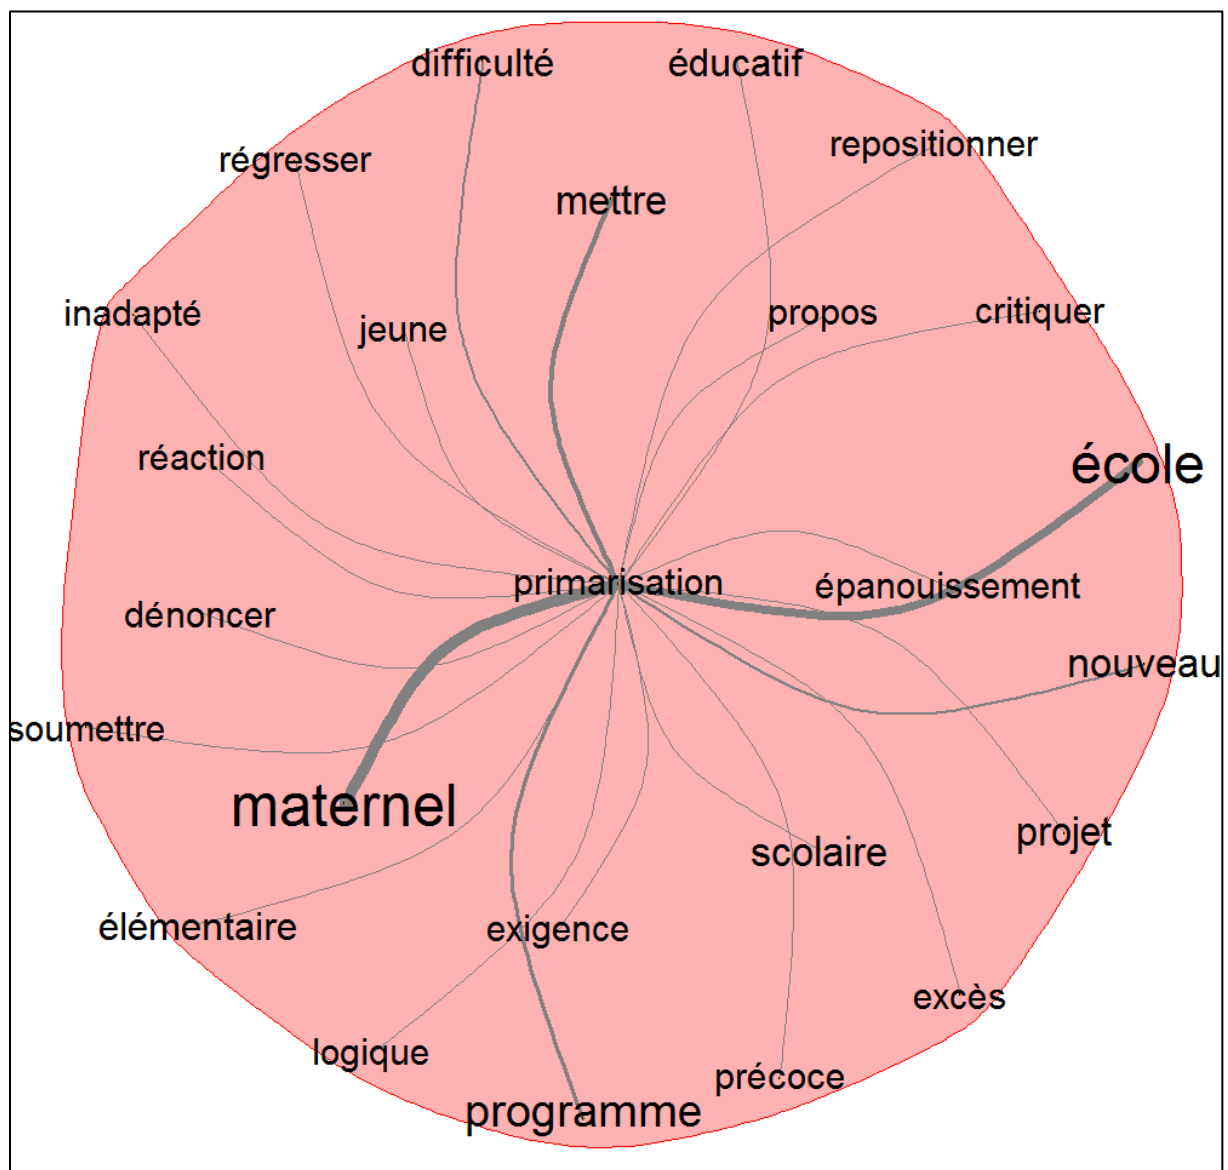 difficulté
éducatif
repositionner
régresser
mettre
inadapté
jeune
propos
critiquer
réaction
école
primarisation
épanouissement
dénoncer
nouveau
soumettre
maternel
projet
scolaire
élémentaire
exigence
excès
logique
précoce
programme